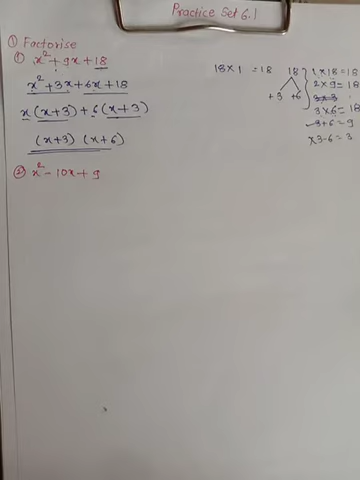 Practice Set 6.1
① Factorise
① x² + 9x + 18
x² + 3x + 6x + 18
x (x+3) + 6 (x+3)
(x+3) (x+6)
② x² - 10x + 9
18 × 1 = 18
18
+3 +6
1 × 18 = 18
2 × 9 = 18
3 × 6 = 18
3 + 6 = 9
× 3 - 6 = 3